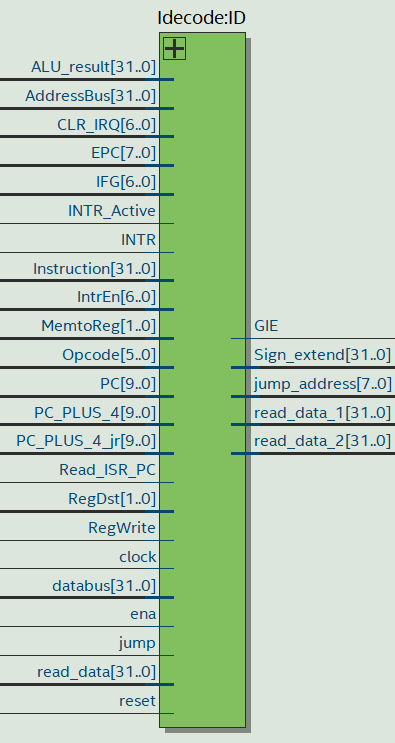 Idecode:ID
ALU_result[31..0]
AddressBus[31..0]
CLR_IRQ[6..0]
EPC[7..0]
IFG[6..0]
INTR_Active
INTR
Instruction[31..0]
IntrEn[6..0]
MemtoReg[1..0]
Opcode[5..0]
PC[9..0]
PC_PLUS_4[9..0]
PC_PLUS_4_jr[9..0]
Read_ISR_PC
RegDst[1..0]
RegWrite
clock
databus[31..0]
ena
jump
read_data[31..0]
reset
GIE
Sign_extend[31..0]
jump_address[7..0]
read_data_1[31..0]
read_data_2[31..0]